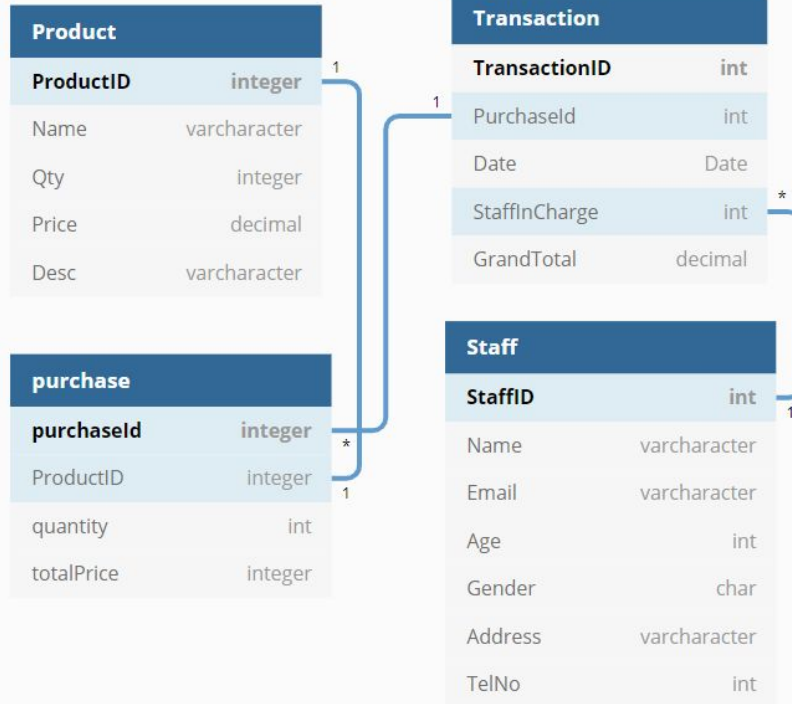 Product
ProductID integer
Name varcharacter
Qty integer
Price decimal
Desc varcharacter
1
purchase
purchaseId integer
ProductID integer
quantity int
totalPrice integer
*
1
Transaction
TransactionID int
PurchaseId int
Date Date
StaffInCharge int
GrandTotal decimal
1
*
Staff
StaffID int
Name varcharacter
Email varcharacter
Age int
Gender char
Address varcharacter
TelNo int
1